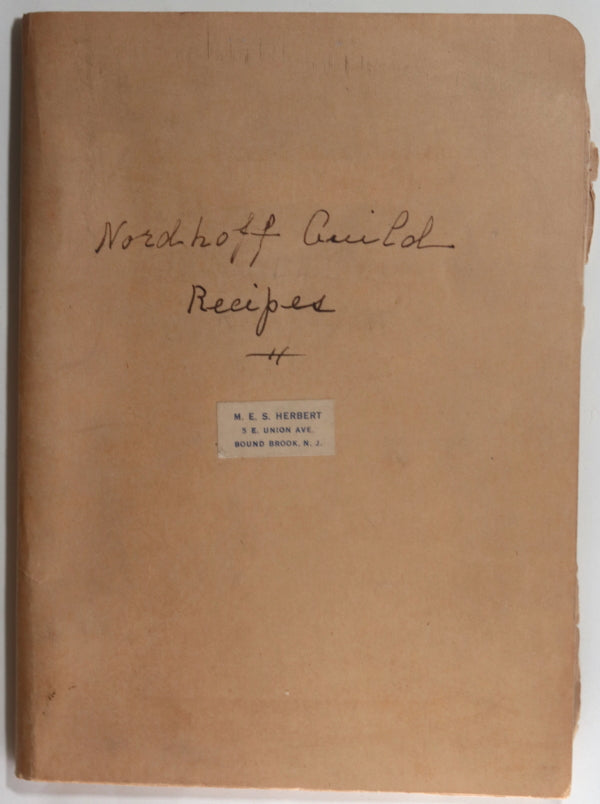 Nordhoff Guild
Recipes
M. E. S. HERBERT
5 E. UNION AVE.
BOUND BROOK, N. J.